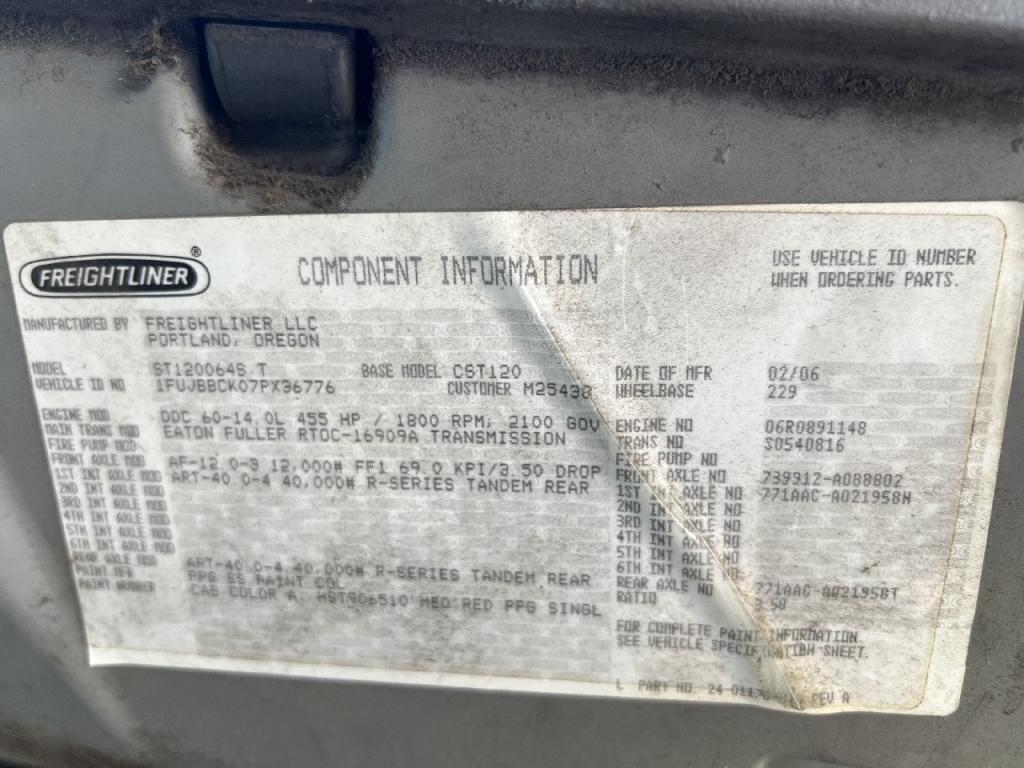 FREIGHTLINER ®
COMPONENT INFORMATION
USE VEHICLE ID NUMBER
WHEN ORDERING PARTS.
MANUFACTURED BY FREIGHTLINER LLC
PORTLAND, OREGON
MODEL ST120064S.T BASE MODEL CST120
VEHICLE ID NO 1FUJBBCK07PX36776 CUSTOMER M25438
DATE OF MFR 02/06
WHEELBASE 229
ENGINE MOD DDC 60-14.0L 455 HP / 1800 RPM; 2100 GOV
MAIN TRANS MOD EATON FULLER RTOC-16909A TRANSMISSION
FIRE PUMP MOD
FRONT AXLE MOD AF-12.0-3 12,000# FF1 69.0 KPI/3.50 DROP
1ST INT AXLE MOD ART-40.0-4 40,000# R-SERIES TANDEM REAR
2ND INT AXLE MOD
3RD INT AXLE MOD
4TH INT AXLE MOD
5TH INT AXLE MOD
6TH INT AXLE MOD
REAR AXLE MOD ART-40.0-4 40,000# R-SERIES TANDEM REAR
PAINT MFR PPG SS PAINT COL
PAINT NUMBER CAB COLOR A: HST906510 MED RED PPG SINGL
ENGINE NO 06R0891148
TRANS NO S0540816
FIRE PUMP NO
FRONT AXLE NO 739912-A088802
1ST INT AXLE NO 771AAC-A021958H
2ND INT AXLE NO
3RD INT AXLE NO
4TH INT AXLE NO
5TH INT AXLE NO
6TH INT AXLE NO
REAR AXLE NO 771AAC-A021958T
RATIO 3.58
FOR COMPLETE PAINT INFORMATION
SEE VEHICLE SPECIFICATION SHEET.
L PART NO. REV A